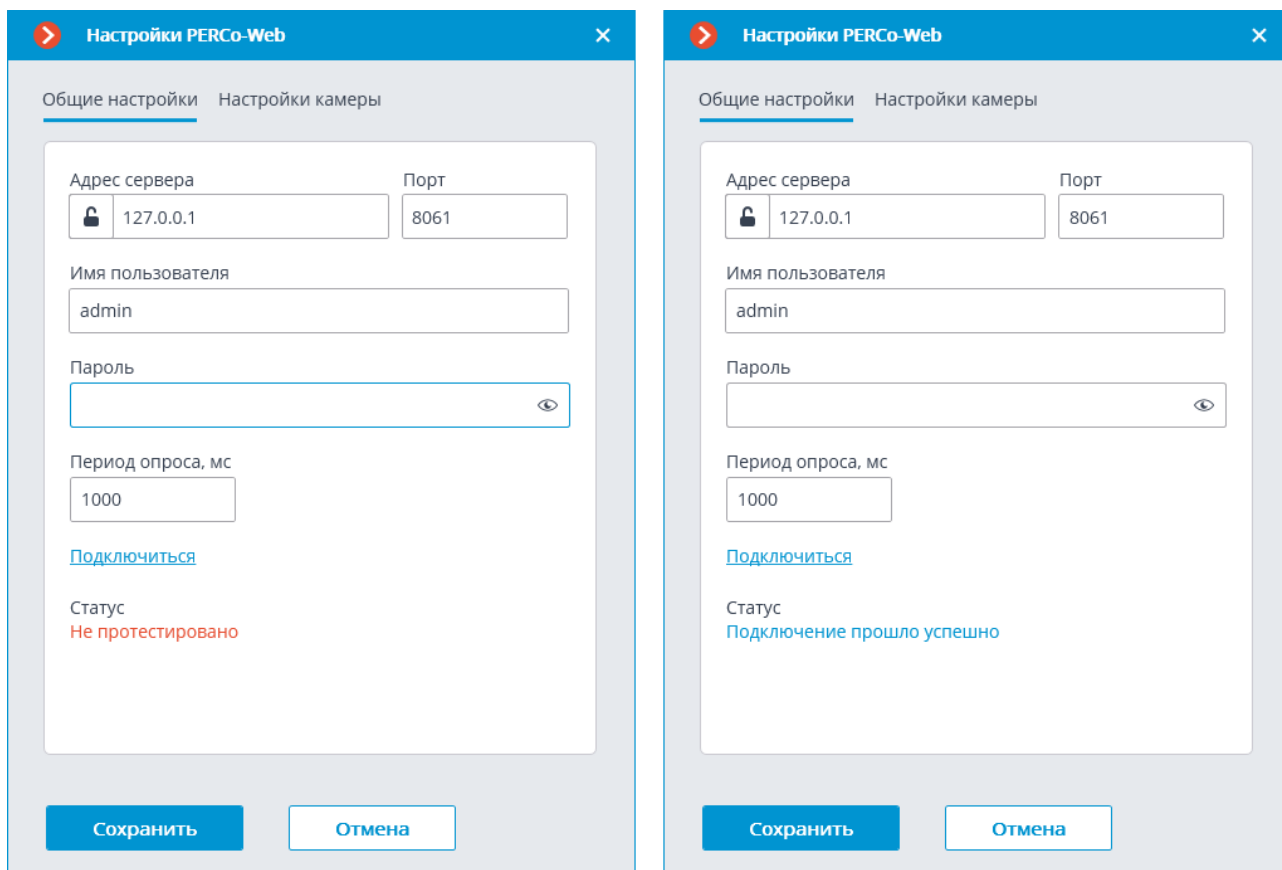 Настройки PERCo-Web
Общие настройки Настройки камеры
Адрес сервера Порт
127.0.0.1 8061
Имя пользователя
admin
Пароль
Период опроса, мс
1000
Подключиться
Статус
Не протестировано
Сохранить Отмена
Настройки PERCo-Web
Общие настройки Настройки камеры
Адрес сервера Порт
127.0.0.1 8061
Имя пользователя
admin
Пароль
Период опроса, мс
1000
Подключиться
Статус
Подключение прошло успешно
Сохранить Отмена